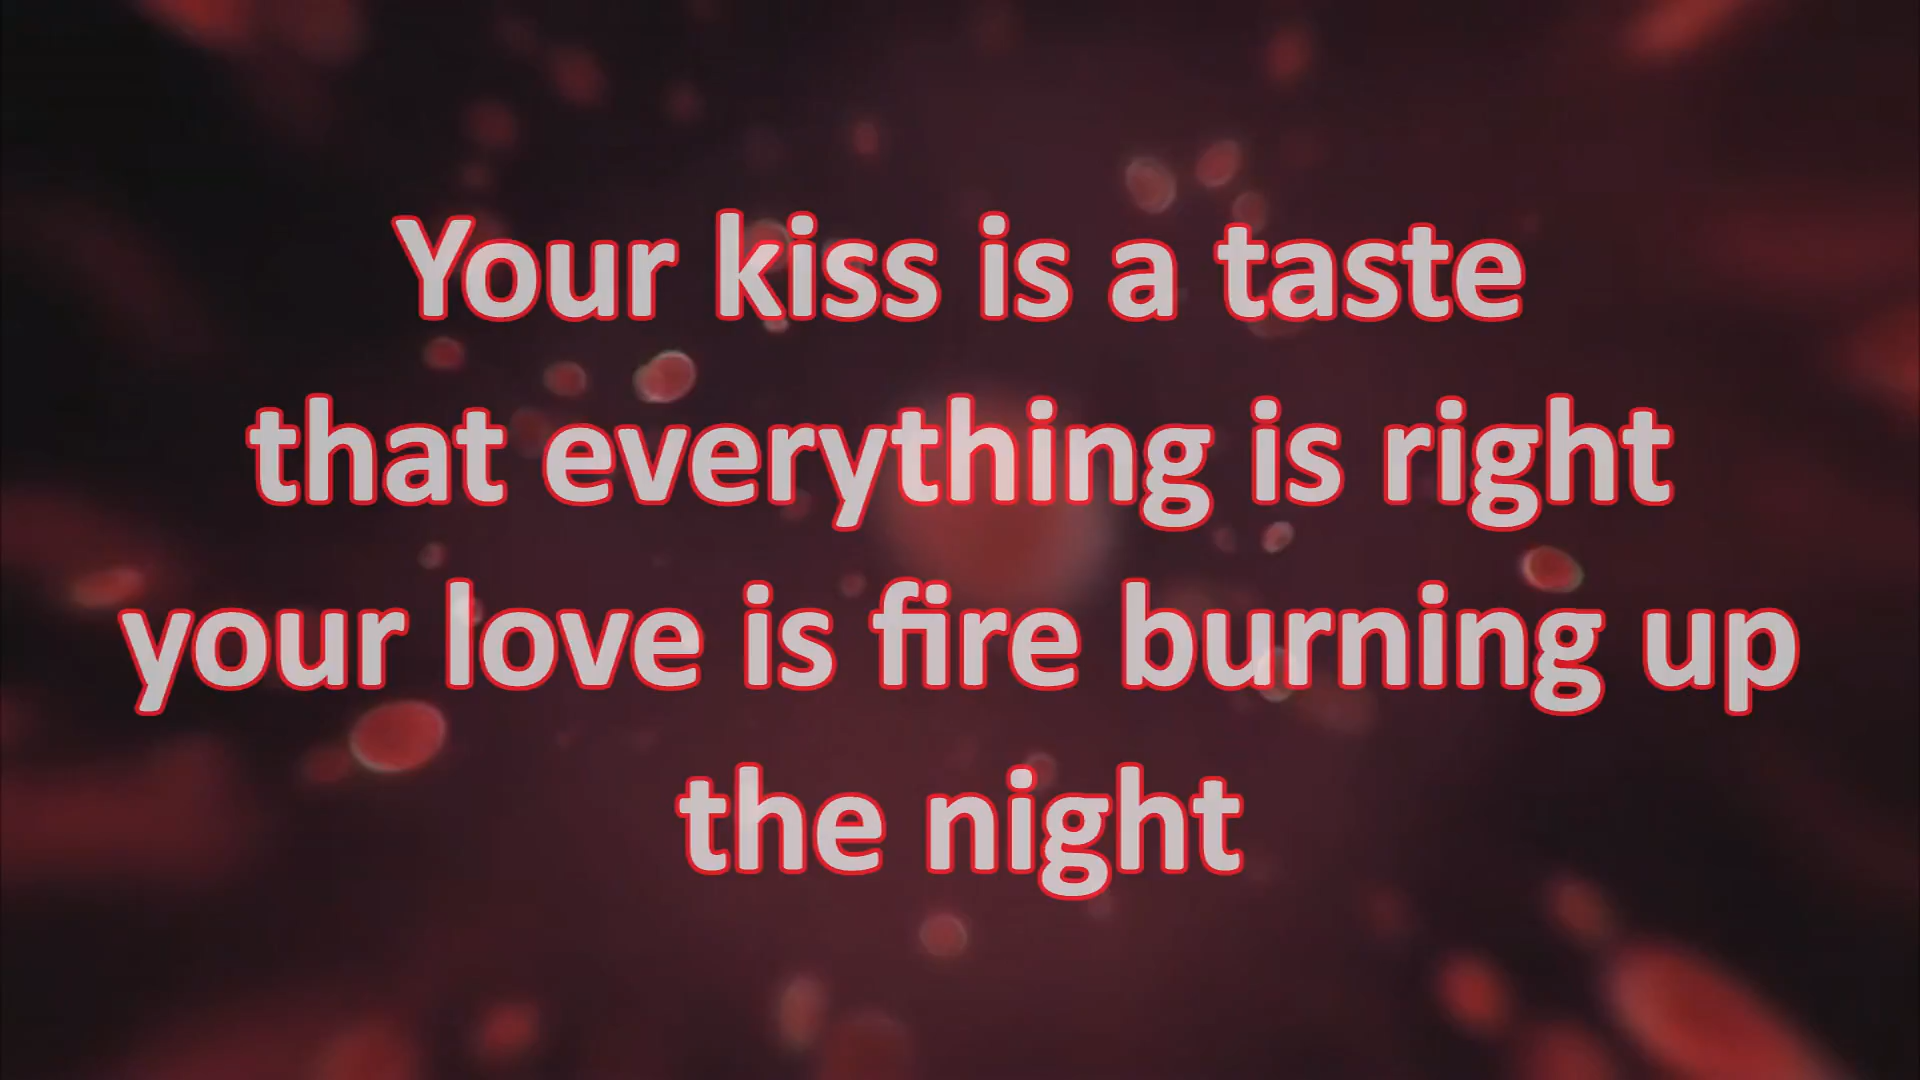 Your kiss is a taste
that everything is right
your love is fire burning up
the night